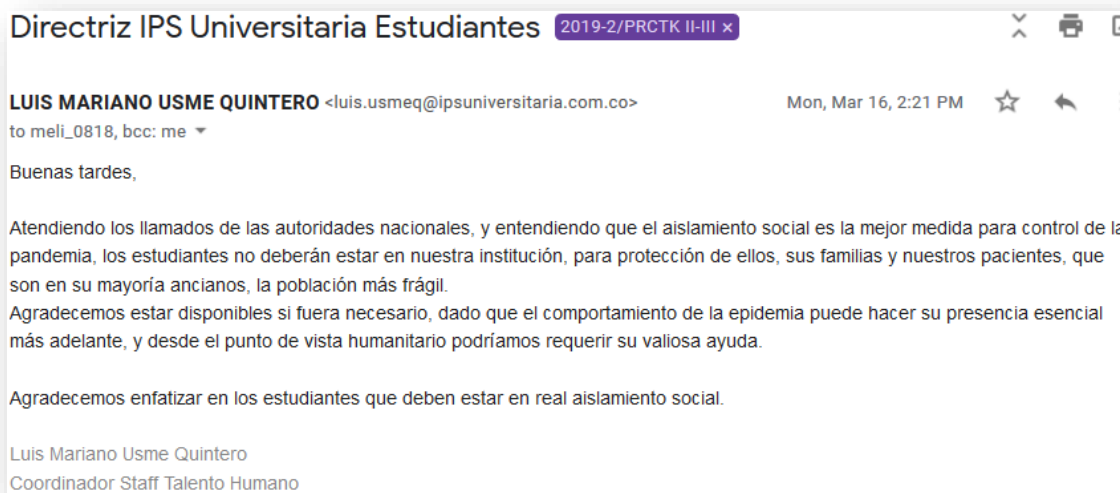 Directriz IPS Universitaria Estudiantes 2019-2/PRCTK II-III ×
LUIS MARIANO USME QUINTERO <luis.usmeq@ipsuniversitaria.com.co> Mon, Mar 16, 2:21 PM
to meli_0818, bcc: me
Buenas tardes,
Atendiendo los llamados de las autoridades nacionales, y entendiendo que el aislamiento social es la mejor medida para control de la
pandemia, los estudiantes no deberán estar en nuestra institución, para protección de ellos, sus familias y nuestros pacientes, que
son en su mayoría ancianos, la población más frágil.
Agradecemos estar disponibles si fuera necesario, dado que el comportamiento de la epidemia puede hacer su presencia esencial
más adelante, y desde el punto de vista humanitario podríamos requerir su valiosa ayuda.
Agradecemos enfatizar en los estudiantes que deben estar en real aislamiento social.
Luis Mariano Usme Quintero
Coordinador Staff Talento Humano